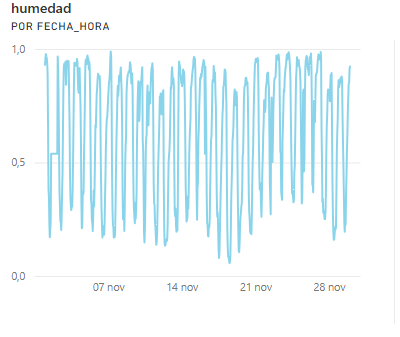 humedad
POR FECHA_HORA
1,0
0,5
0,0
07 nov 14 nov 21 nov 28 nov